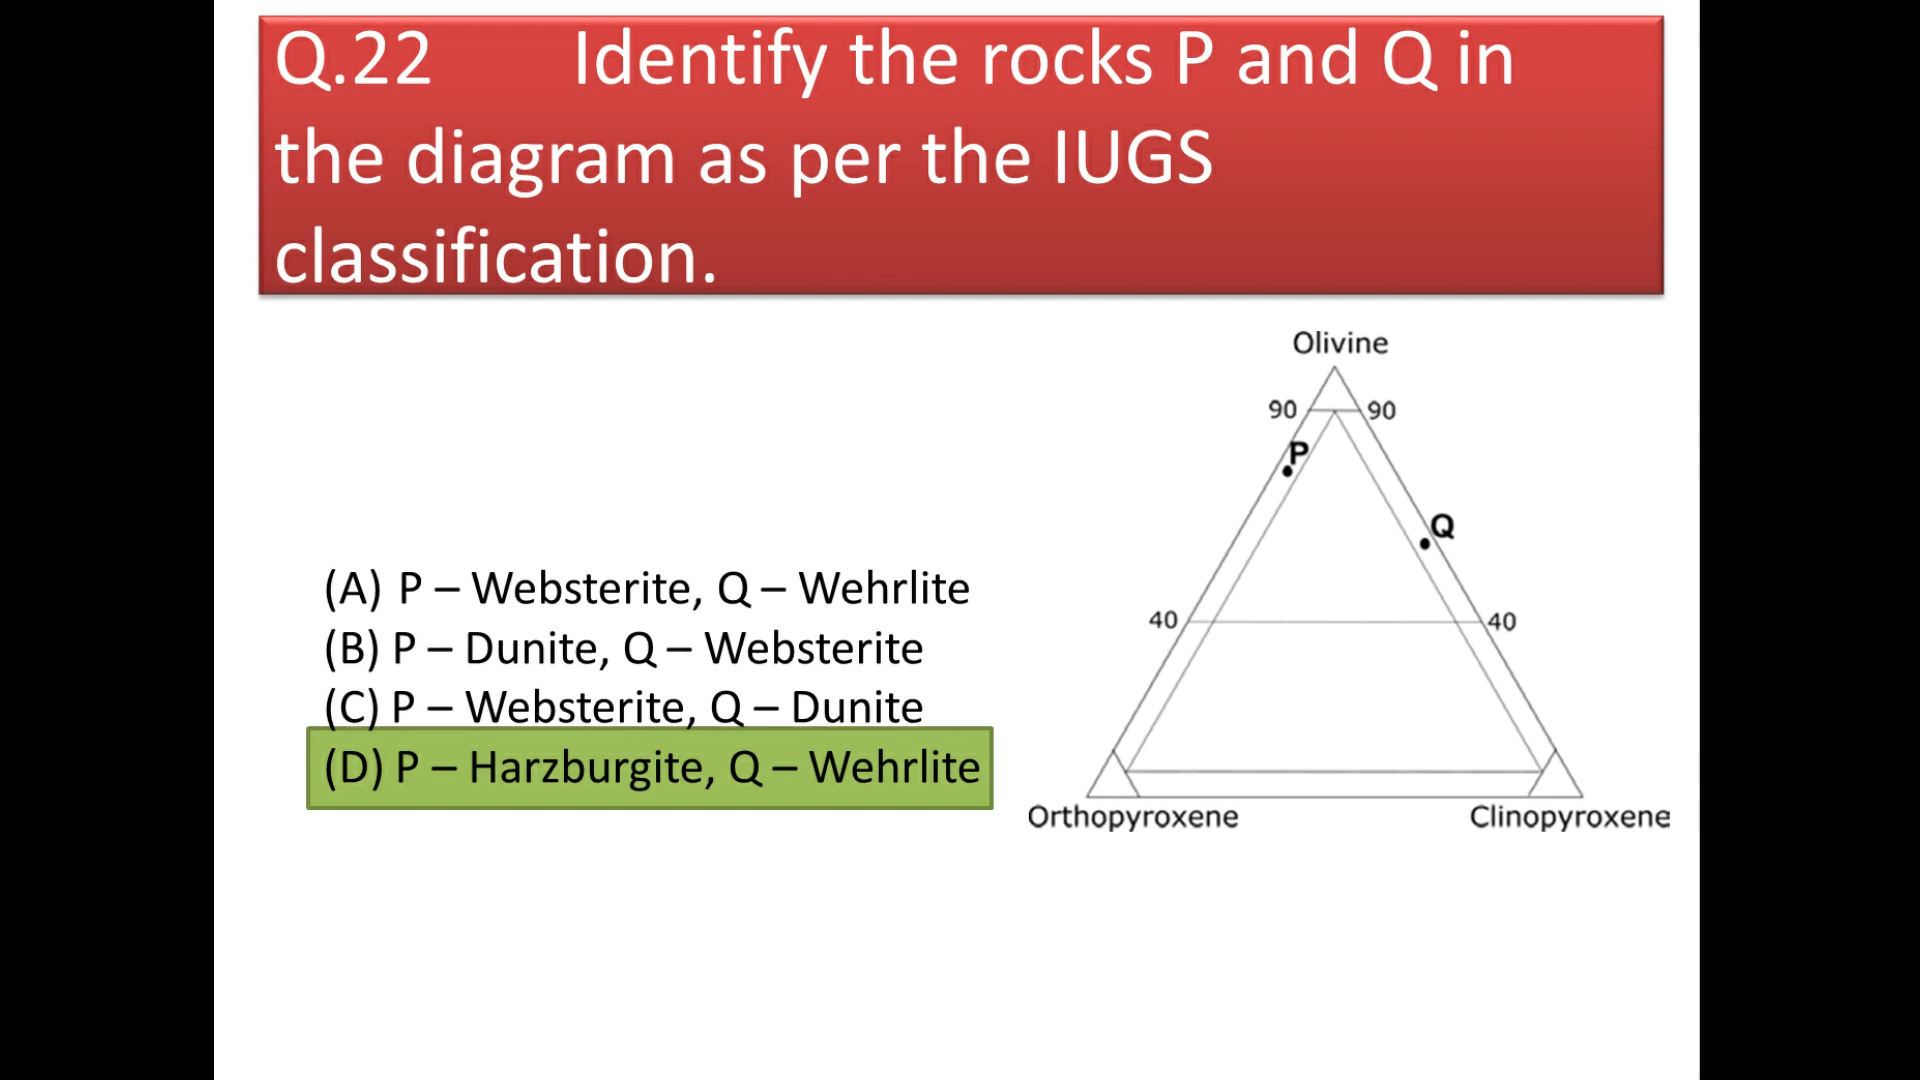 Q.22 Identify the rocks P and Q in
the diagram as per the IUGS
classification.
Olivine
90 90
P
Q
(A) P – Websterite, Q – Wehrlite
40 40
(B) P – Dunite, Q – Websterite
(C) P – Websterite, Q – Dunite
(D) P – Harzburgite, Q – Wehrlite
Orthopyroxene Clinopyroxene